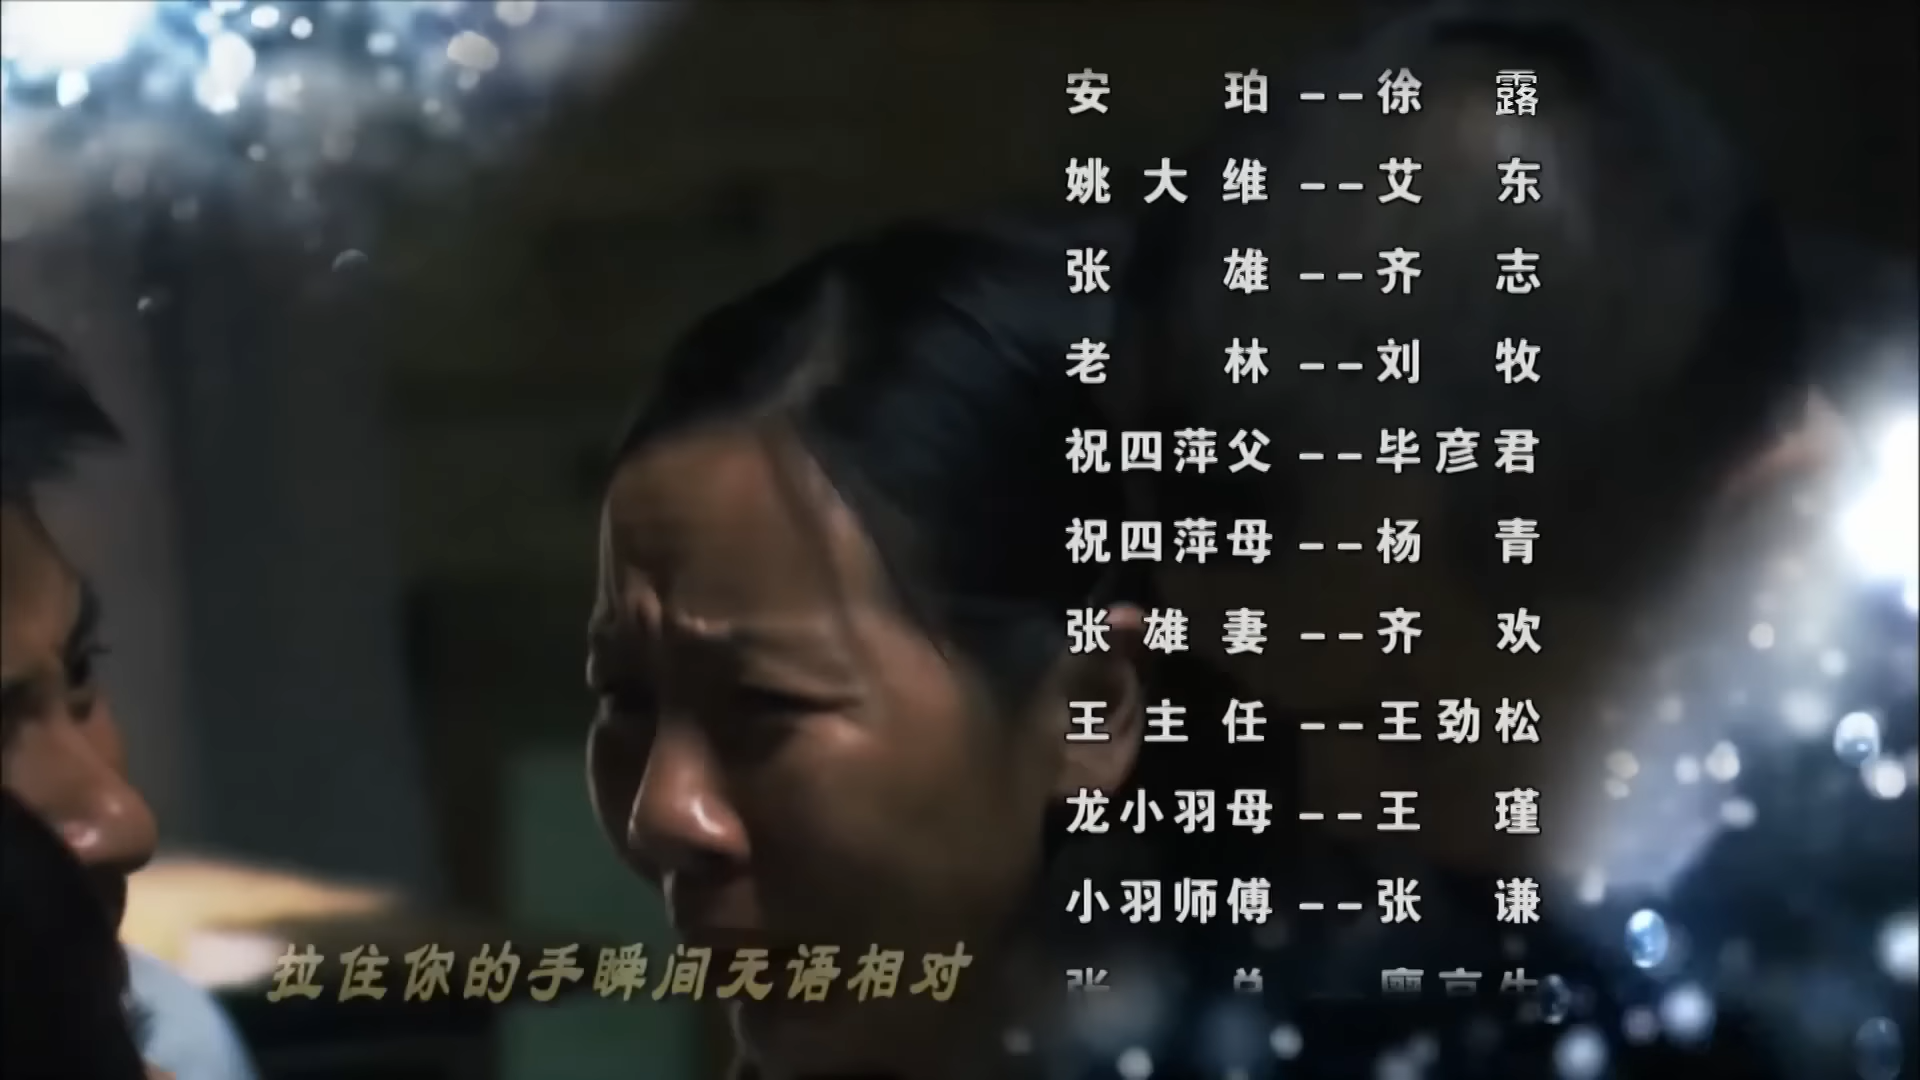 安珀--徐露
姚大维--艾东
张雄--齐志
老林--刘牧
祝四萍父--毕彦君
祝四萍母--杨青
张雄妻--齐欢
王主任--王劲松
龙小羽母--王瑾
小羽师傅--张谦
拉住你的手瞬间无语相对